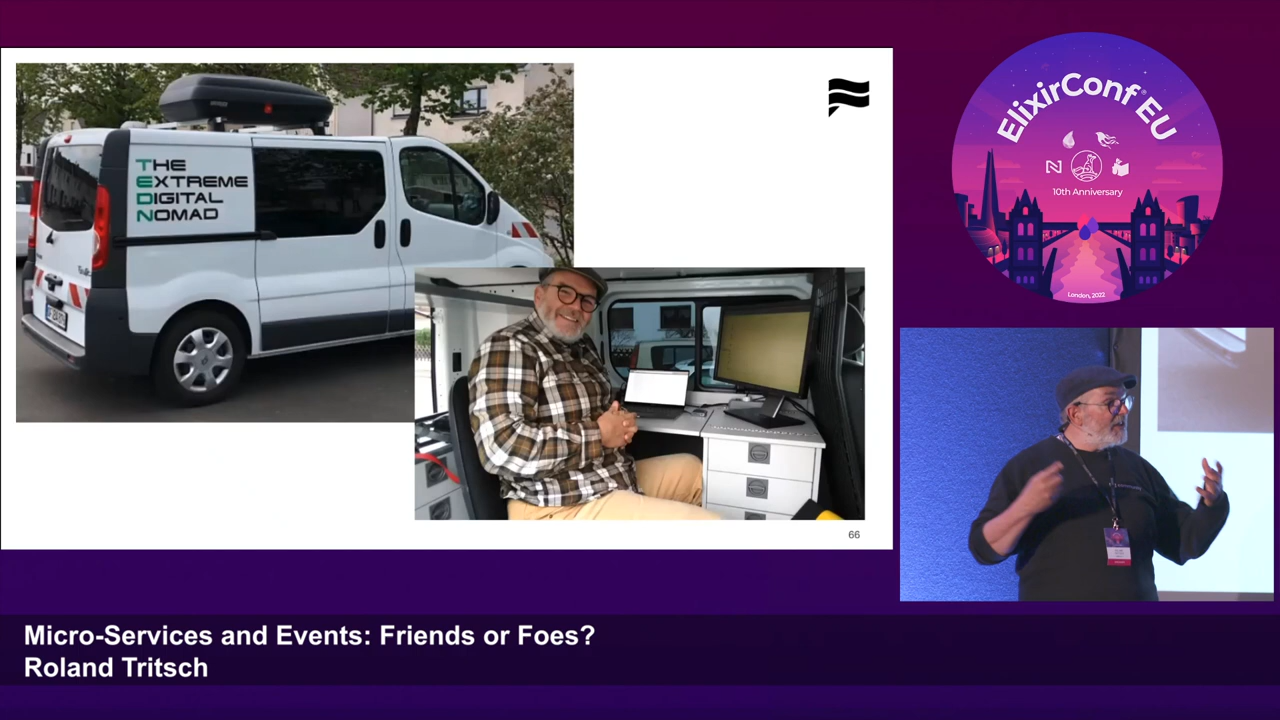 THE
EXTREME
DIGITAL
NOMAD
66
ElixirConf EU
10th Anniversary
London, 2022
Micro-Services and Events: Friends or Foes?
Roland Tritsch